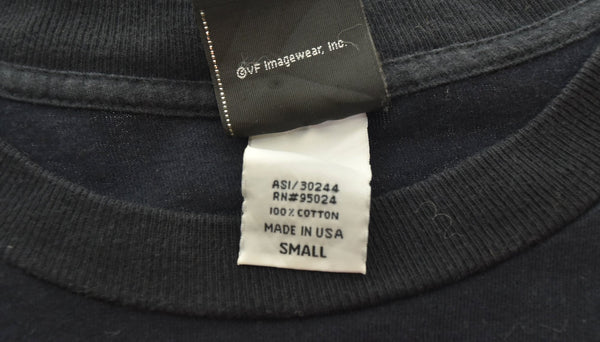 ©VF Imagewear, Inc.
ASI/30244
RN#95024
100% COTTON
MADE IN USA
SMALL